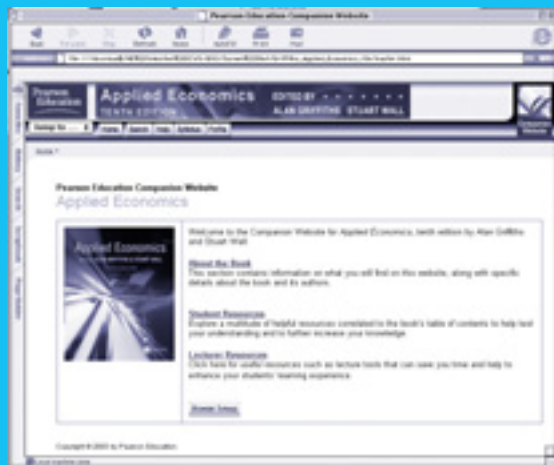 Pearson Education Companion Website
Back
Refresh
Home
Print
Mail
Pearson
Education
Applied Economics
TENTH EDITION
EDITED BY
ALAN GRIFFITHS STUART WALL
Jump to ...
Home
Search
Help
Syllabus
Profile
Companion
Website
Home
Pearson Education Companion Website
Applied Economics
Applied Economics
Welcome to the Companion Website for Applied Economics, tenth edition by Alan Griffiths
and Stuart Wall.
About the Book
This section contains information on what you will find on this website, along with specific
details about the book and its authors.
Student Resources
Explore a multitude of helpful resources correlated to the book's table of contents to help test
your understanding and to further increase your knowledge.
Lecturer Resources
Click here for useful resources such as lecture tools that can save you time and help to
enhance your students' learning experience.
Browser Setup
Pearson Education